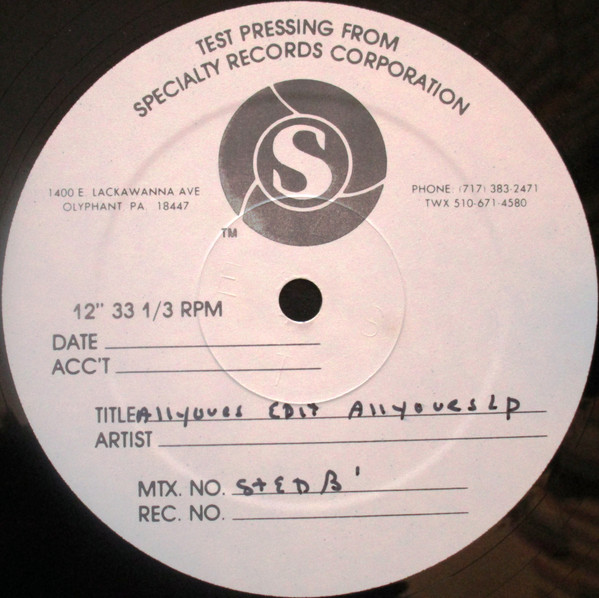 TEST PRESSING FROM
SPECIALTY RECORDS CORPORATION
S
1400 E. LACKAWANNA AVE
OLYPHANT PA. 18447
PHONE: (717) 383-2471
TWX 510-671-4580
TM
12" 33 1/3 RPM
DATE
ACC'T
TITLE Allyoues EDIT Allyoues LP
ARTIST
MTX. NO. StED B'
REC. NO.